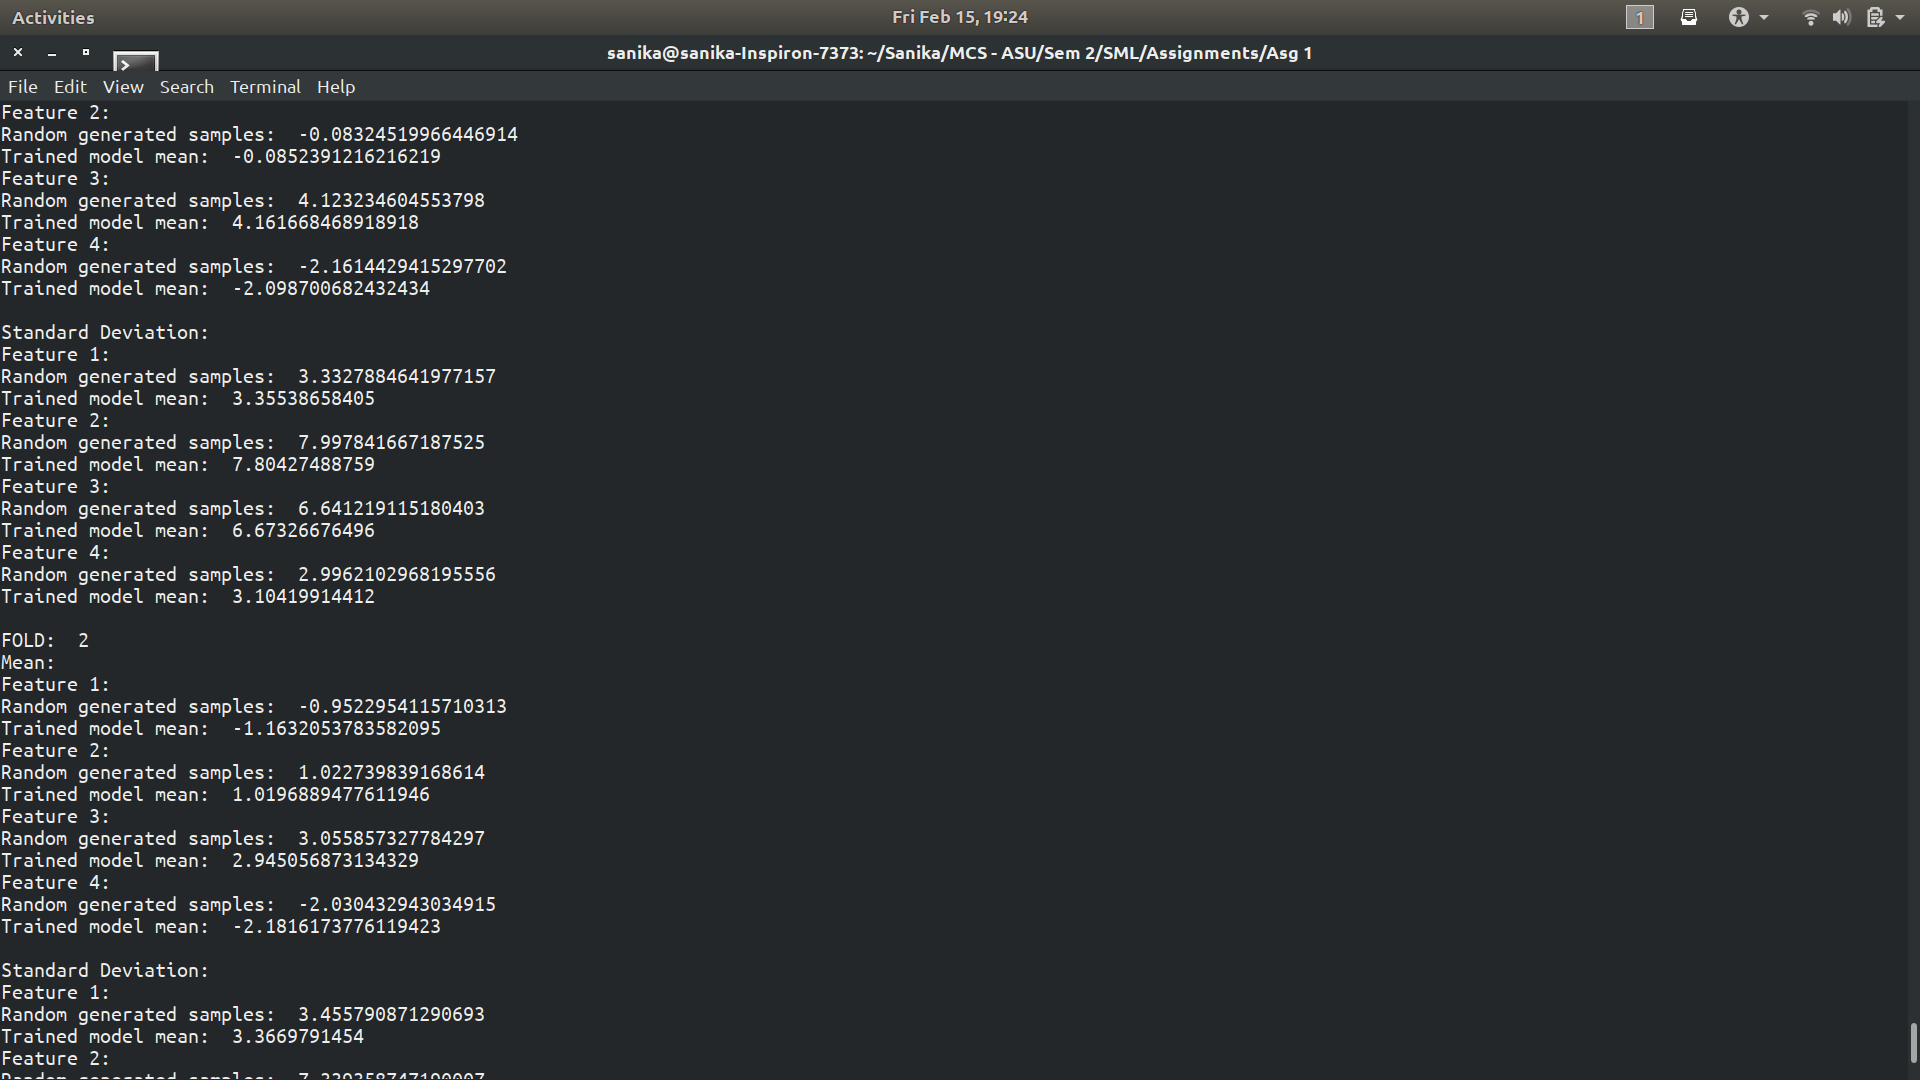 Activities
Fri Feb 15, 19:24
1
sanika@sanika-Inspiron-7373: ~/Sanika/MCS - ASU/Sem 2/SML/Assignments/Asg 1
File Edit View Search Terminal Help
Feature 2:
Random generated samples:  -0.08324519966446914
Trained model mean:  -0.0852391216216219
Feature 3:
Random generated samples:  4.123234604553798
Trained model mean:  4.161668468918918
Feature 4:
Random generated samples:  -2.1614429415297702
Trained model mean:  -2.098700682432434
Standard Deviation:
Feature 1:
Random generated samples:  3.3327884641977157
Trained model mean:  3.35538658405
Feature 2:
Random generated samples:  7.997841667187525
Trained model mean:  7.80427488759
Feature 3:
Random generated samples:  6.641219115180403
Trained model mean:  6.67326676496
Feature 4:
Random generated samples:  2.9962102968195556
Trained model mean:  3.10419914412
FOLD:  2
Mean:
Feature 1:
Random generated samples:  -0.9522954115710313
Trained model mean:  -1.1632053783582095
Feature 2:
Random generated samples:  1.022739839168614
Trained model mean:  1.0196889477611946
Feature 3:
Random generated samples:  3.055857327784297
Trained model mean:  2.945056873134329
Feature 4:
Random generated samples:  -2.030432943034915
Trained model mean:  -2.1816173776119423
Standard Deviation:
Feature 1:
Random generated samples:  3.455790871290693
Trained model mean:  3.3669791454
Feature 2:
Random generated samples: